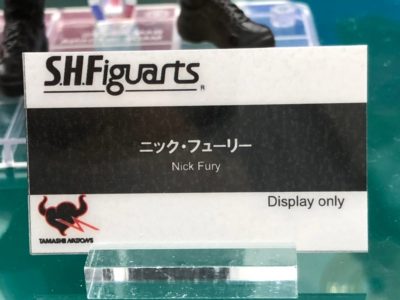 S.H.Figuarts
®
ニック・フューリー
Nick Fury
Display only
TAMASHII NATIONS